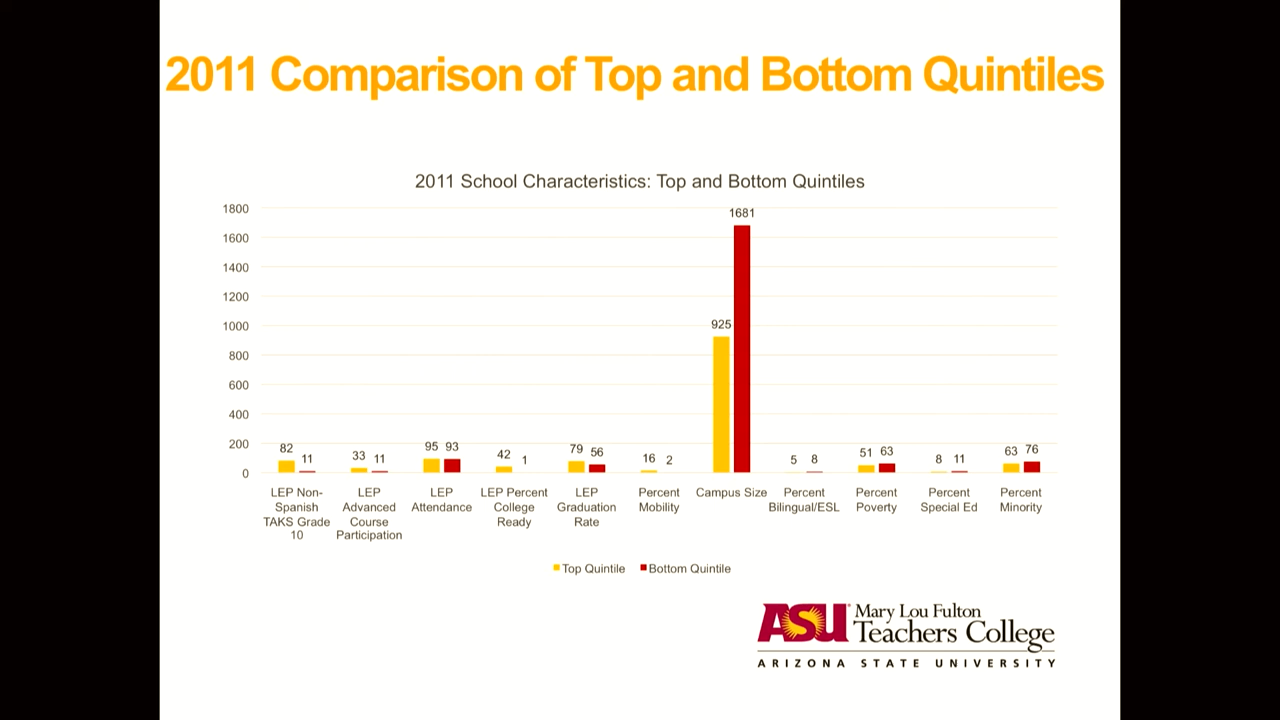 2011 Comparison of Top and Bottom Quintiles
2011 School Characteristics: Top and Bottom Quintiles
1800
1600
1400
1200
1000
800
600
400
200
0
82 11
33 11
95 93
42 1
79 56
16 2
925 1681
5 8
51 63
8 11
63 76
LEP Non-
Spanish
TAKS Grade
10
LEP
Advanced
Course
Participation
LEP
Attendance
LEP Percent
College
Ready
LEP
Graduation
Rate
Percent
Mobility
Campus Size
Percent
Bilingual/ESL
Percent
Poverty
Percent
Special Ed
Percent
Minority
Top Quintile Bottom Quintile
ASU Mary Lou Fulton
Teachers College
ARIZONA STATE UNIVERSITY